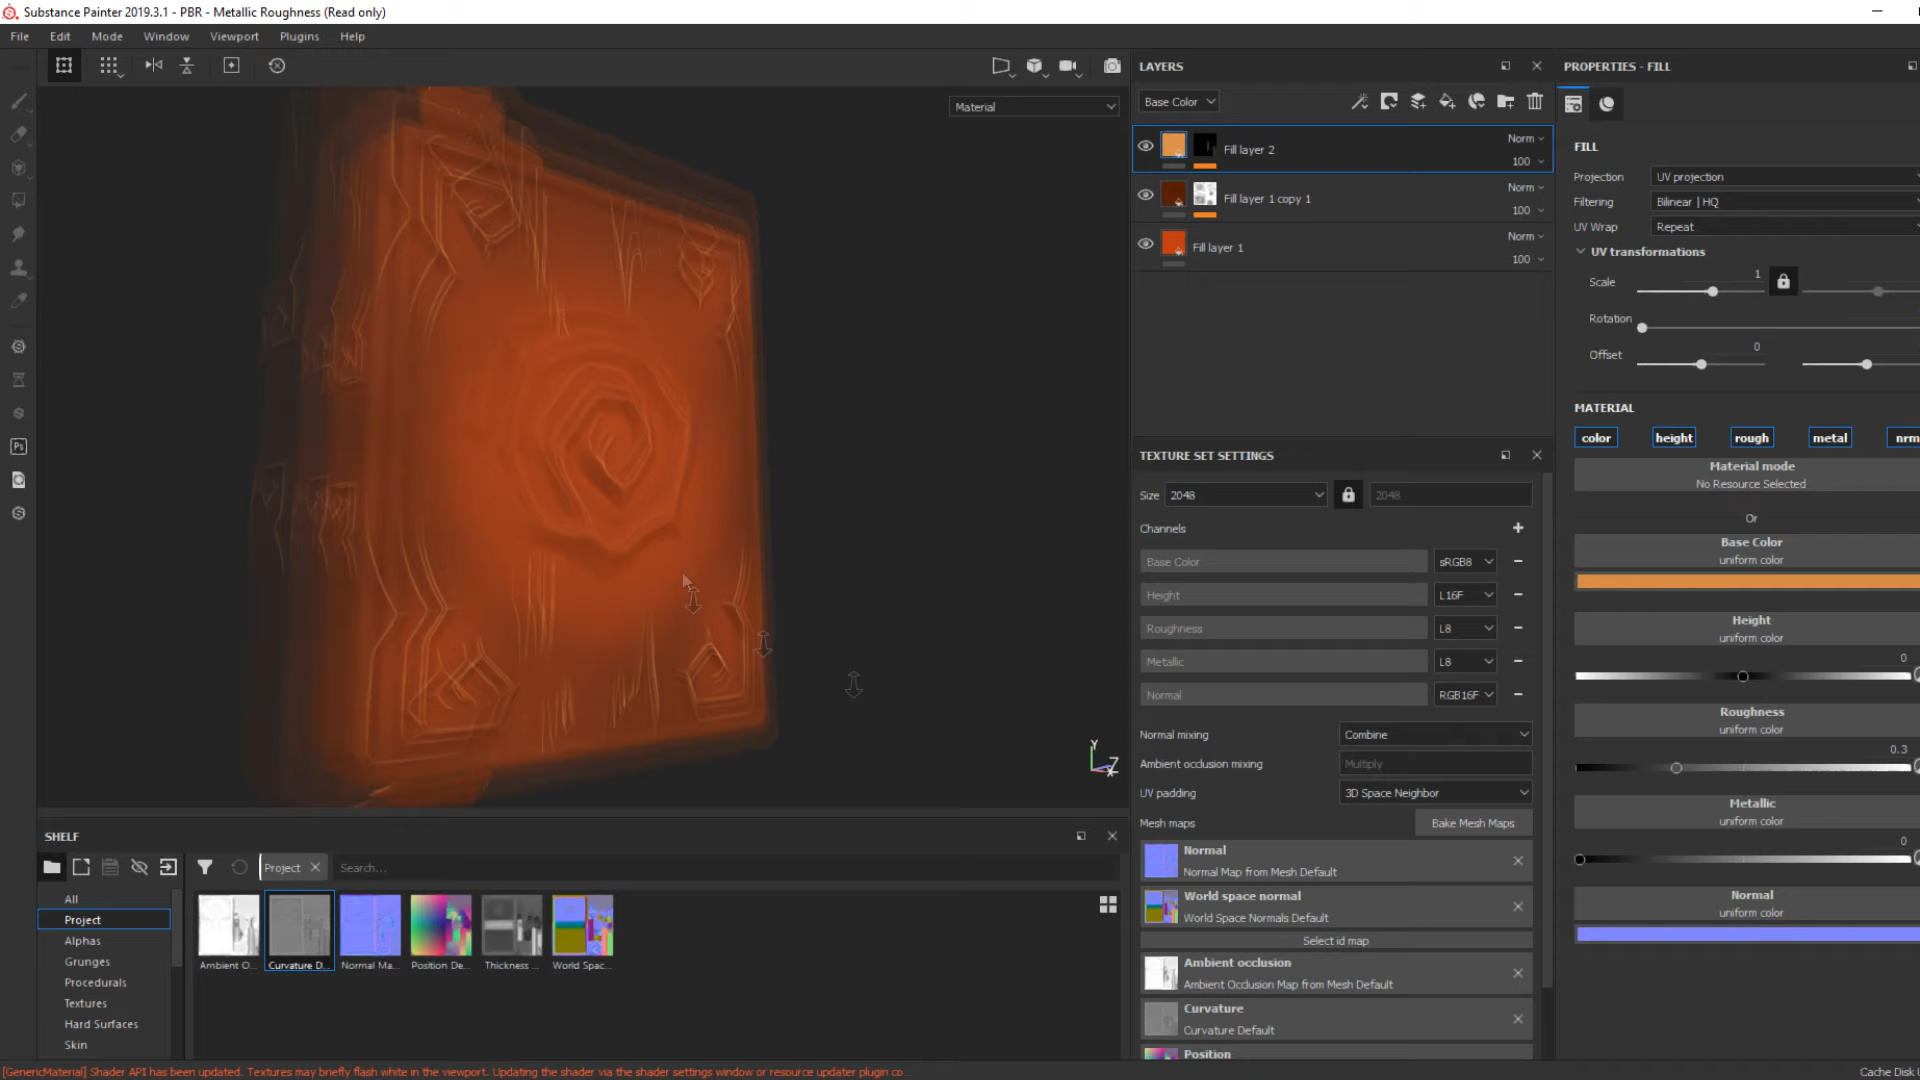 Substance Painter 2019.3.1 - PBR - Metallic Roughness (Read only)
File Edit Mode Window Viewport Plugins Help
Material
LAYERS
Base Color
Fill layer 2
Norm
100
Fill layer 1 copy 1
Norm
100
Fill layer 1
Norm
100
PROPERTIES - FILL
FILL
Projection UV projection
Filtering Bilinear | HQ
UV Wrap Repeat
UV transformations
Scale 1
Rotation
Offset 0
MATERIAL
color height rough metal nrm
Material mode
No Resource Selected
Or
Base Color
uniform color
Height
uniform color
0
Roughness
uniform color
0.3
Metallic
uniform color
0
Normal
uniform color
TEXTURE SET SETTINGS
Size 2048 2048
Channels
Base Color sRGB8
Height L16F
Roughness L8
Metallic L8
Normal RGB16F
Normal mixing Combine
Ambient occlusion mixing Multiply
UV padding 3D Space Neighbor
Mesh maps Bake Mesh Maps
Normal
Normal Map from Mesh Default
World space normal
World Space Normals Default
Select id map
Ambient occlusion
Ambient Occlusion Map from Mesh Default
Curvature
Curvature Default
Position
Y
Z
X
SHELF
Project
Search...
All
Project
Alphas
Grunges
Procedurals
Textures
Hard Surfaces
Skin
Ambient O... Curvature D... Normal Ma... Position De... Thickness ... World Spac...
Ps
[GenericMaterial] Shader API has been updated. Textures may briefly flash white in the viewport. Updating the shader via the shader settings window or resource updater plugin co...
Cache Disk U